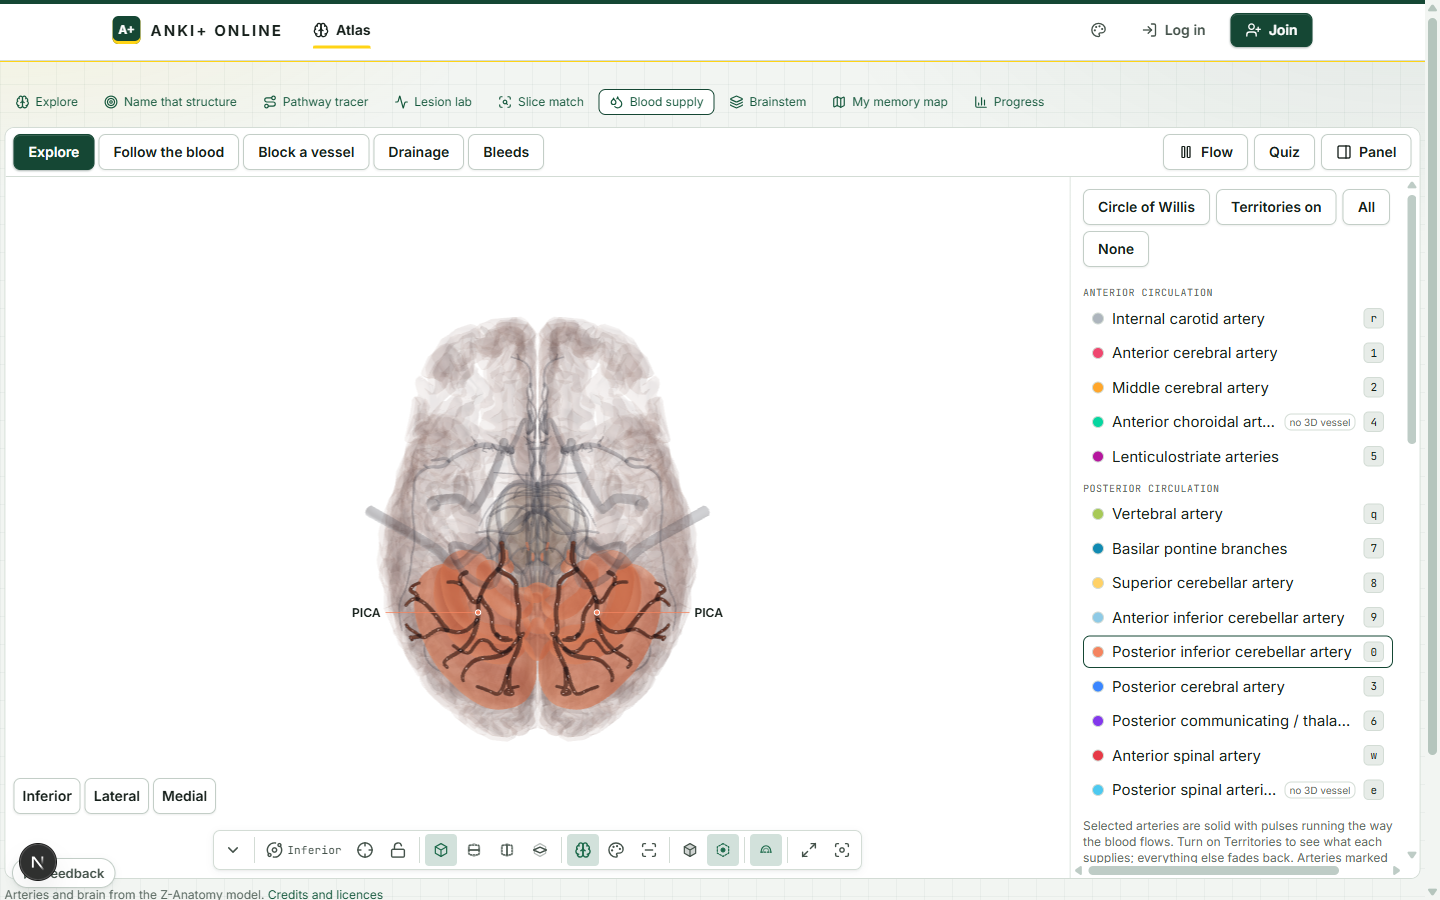 A+ ANKI+ ONLINE Atlas Log in Join
Explore Name that structure Pathway tracer Lesion lab Slice match Blood supply Brainstem My memory map Progress
Explore Follow the blood Block a vessel Drainage Bleeds Flow Quiz Panel
Circle of Willis Territories on All
None
ANTERIOR CIRCULATION
Internal carotid artery r
Anterior cerebral artery 1
Middle cerebral artery 2
Anterior choroidal art... no 3D vessel 4
Lenticulostriate arteries 5
POSTERIOR CIRCULATION
Vertebral artery q
Basilar pontine branches 7
Superior cerebellar artery 8
Anterior inferior cerebellar artery 9
Posterior inferior cerebellar artery 0
Posterior cerebral artery 3
Posterior communicating / thala... 6
Anterior spinal artery w
Posterior spinal arteri... no 3D vessel e
Selected arteries are solid with pulses running the way
the blood flows. Turn on Territories to see what each
supplies; everything else fades back. Arteries marked
PICA PICA
Inferior Lateral Medial
Inferior
N eedback
Arteries and brain from the Z-Anatomy model. Credits and licences